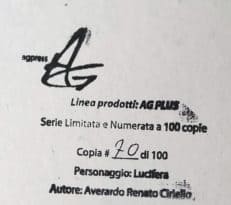 agpress AG
Linea prodotti: AG PLUS
Serie Limitata e Numerata a 100 copie
Copia # 70 di 100
Personaggio: Lucifera
Autore: Averardo Renato Ciriello